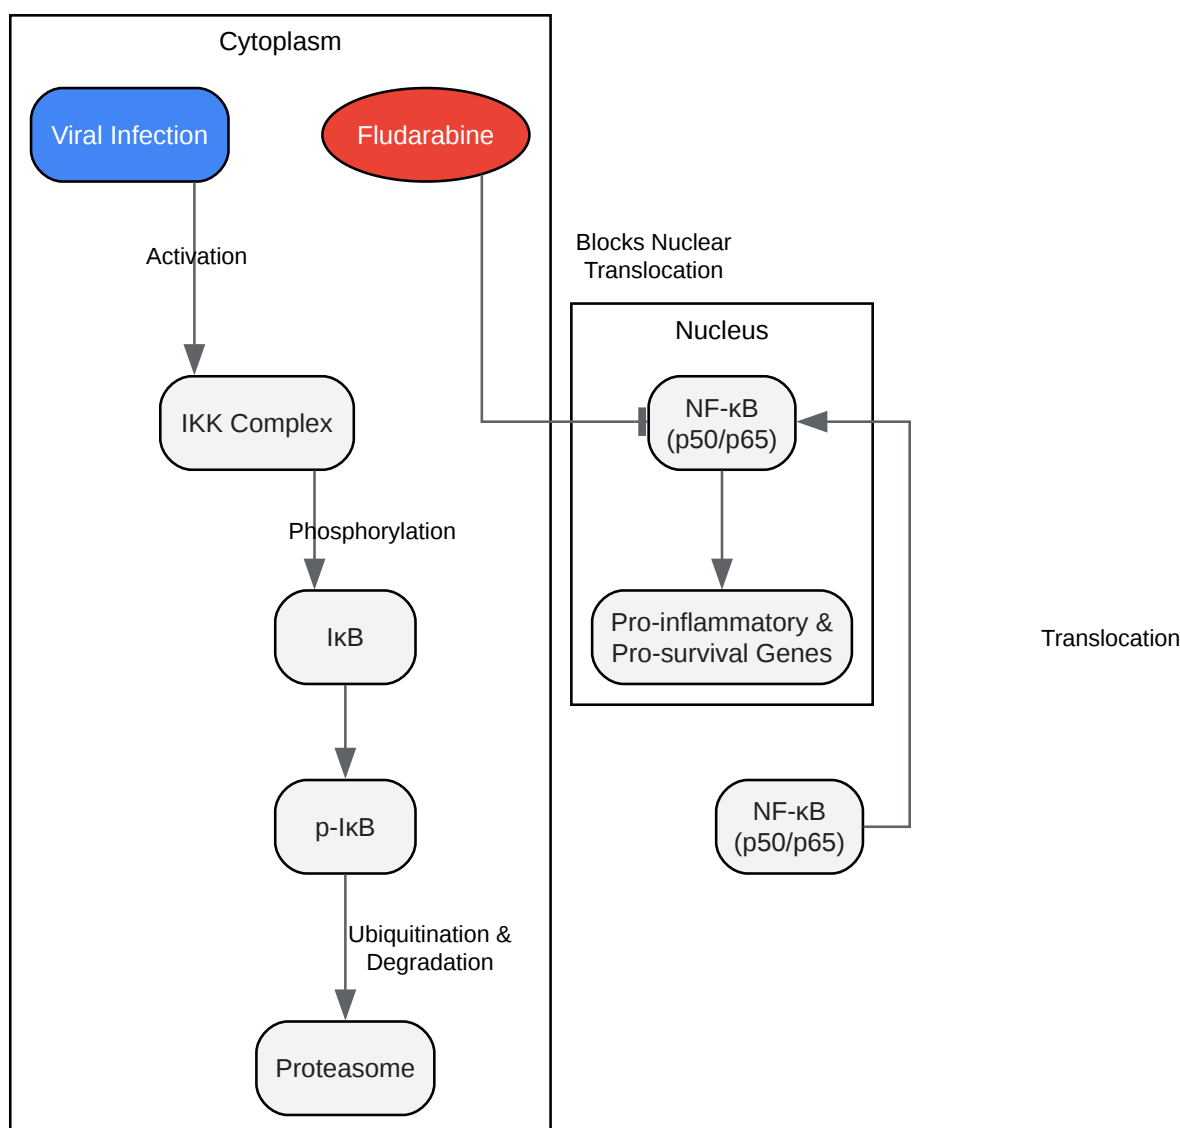 Cytoplasm
Viral Infection
Fludarabine
Activation
Blocks Nuclear
Translocation
Nucleus
IKK Complex
NF-κB
(p50/p65)
Phosphorylation
IκB
Pro-inflammatory &
Pro-survival Genes
Translocation
p-IκB
NF-κB
(p50/p65)
Ubiquitination &
Degradation
Proteasome